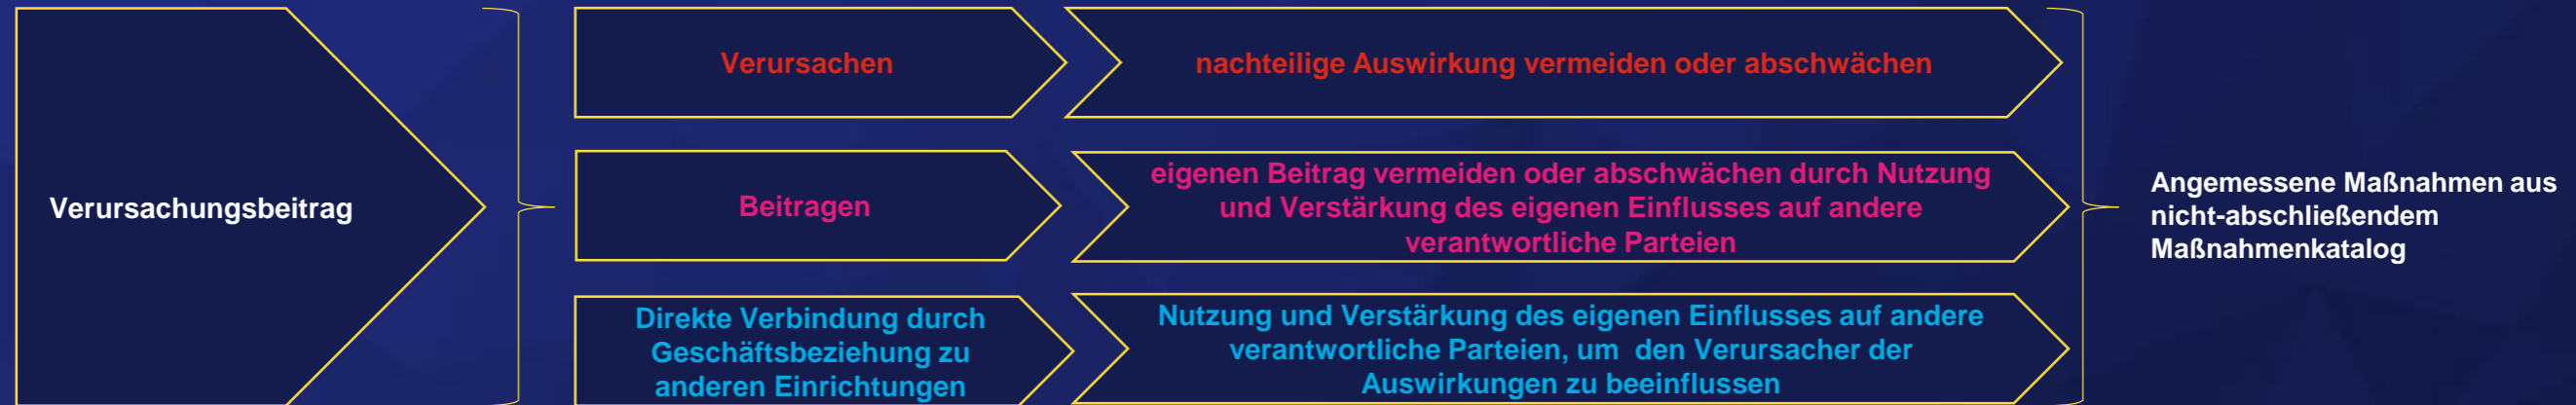 Verursachungsbeitrag
Verursachen
nachteilige Auswirkung vermeiden oder abschwächen
Beitragen
eigenen Beitrag vermeiden oder abschwächen durch Nutzung
und Verstärkung des eigenen Einflusses auf andere
verantwortliche Parteien
Direkte Verbindung durch
Geschäftsbeziehung zu
anderen Einrichtungen
Nutzung und Verstärkung des eigenen Einflusses auf andere
verantwortliche Parteien, um den Verursacher der
Auswirkungen zu beeinflussen
Angemessene Maßnahmen aus
nicht-abschließendem
Maßnahmenkatalog